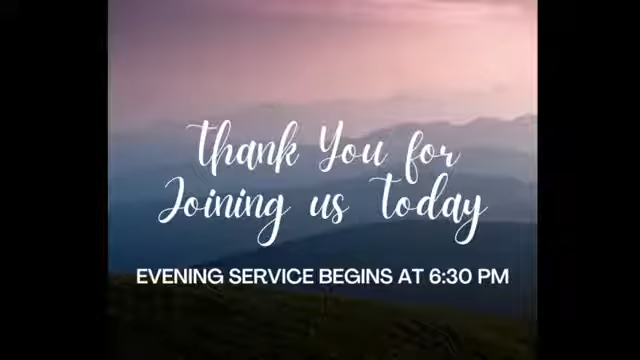 Thank You for
Joining us Today
EVENING SERVICE BEGINS AT 6:30 PM